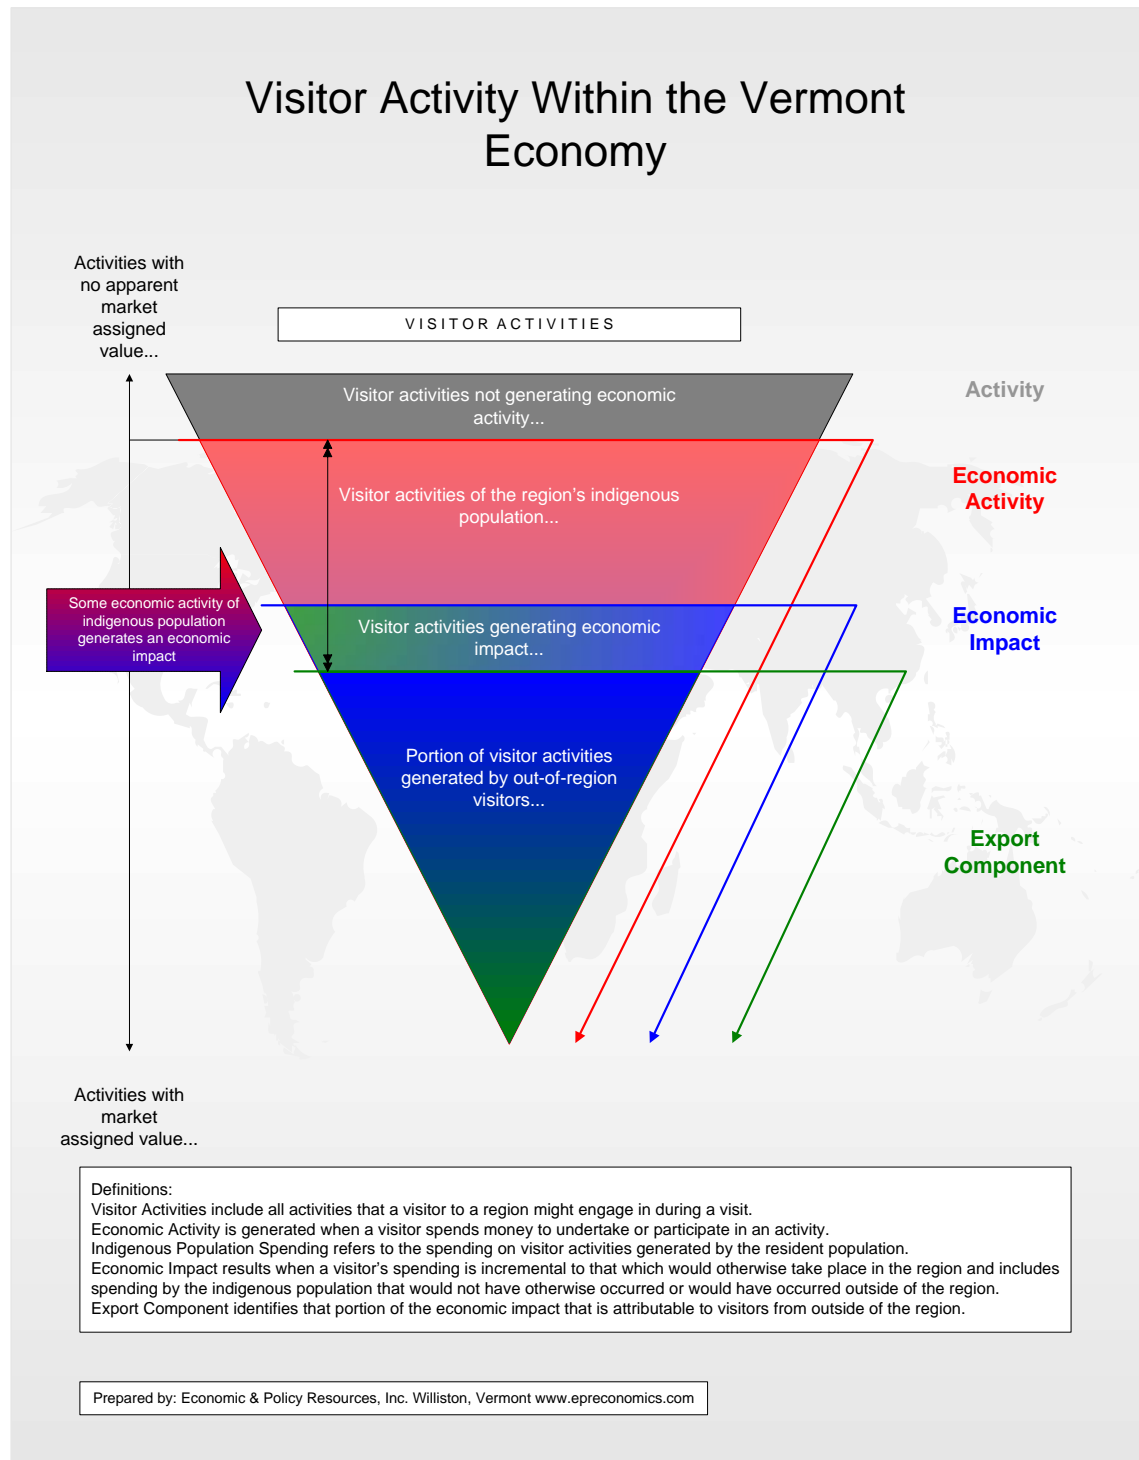 Visitor Activity Within the Vermont
Economy
Activities with
no apparent
market
assigned
value...
VISITOR ACTIVITIES
Visitor activities not generating economic
activity...
Activity
Visitor activities of the region's indigenous
population...
Economic
Activity
Some economic activity of
indigenous population
generates an economic
impact
Visitor activities generating economic
impact...
Economic
Impact
Portion of visitor activities
generated by out-of-region
visitors...
Export
Component
Activities with
market
assigned value...
Definitions:
Visitor Activities include all activities that a visitor to a region might engage in during a visit.
Economic Activity is generated when a visitor spends money to undertake or participate in an activity.
Indigenous Population Spending refers to the spending on visitor activities generated by the resident population.
Economic Impact results when a visitor's spending is incremental to that which would otherwise take place in the region and includes
spending by the indigenous population that would not have otherwise occurred or would have occurred outside of the region.
Export Component identifies that portion of the economic impact that is attributable to visitors from outside of the region.
Prepared by: Economic & Policy Resources, Inc. Williston, Vermont www.epreconomics.com